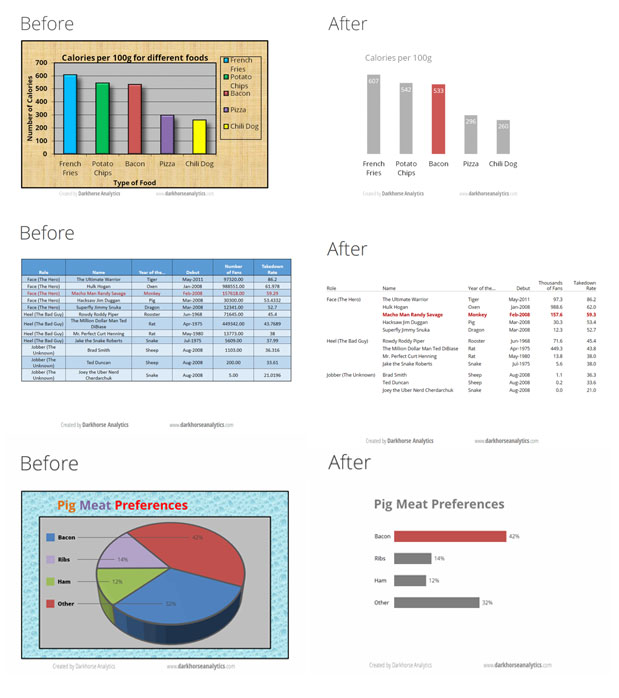 Before
Calories per 100g for different foods
Number of Calories
700
600
500
400
300
200
100
0
French
Fries
Potato
Chips
Bacon
Pizza
Chili Dog
Type of Food
French
Fries
Potato
Chips
Bacon
Pizza
Chili Dog
Created by Darkhorse Analytics www.darkhorseanalytics.com
After
Calories per 100g
607
542
533
296
260
French
Fries
Potato
Chips
Bacon
Pizza
Chili Dog
Created by Darkhorse Analytics www.darkhorseanalytics.com
Before
Role Name Year of the... Debut Number of Fans Takedown Rate
Face (The Hero) The Ultimate Warrior Tiger May-2011 97320.00 86.2
Face (The Hero) Hulk Hogan Oxen Jan-2008 988551.00 61.978
Face (The Hero) Macho Man Randy Savage Monkey Feb-2008 157618.00 59.29
Face (The Hero) Hacksaw Jim Duggan Pig Mar-2008 30300.00 53.4332
Face (The Hero) Superfly Jimmy Snuka Dragon Mar-2008 12341.00 52.7
Heel (The Bad Guy) Rowdy Roddy Piper Rooster Jun-1968 71645.00 45.4
Heel (The Bad Guy) The Million Dollar Man Ted DiBiase Rat Apr-1975 449342.00 43.7689
Heel (The Bad Guy) Mr. Perfect Curt Henning Rat May-1980 13773.00 38
Heel (The Bad Guy) Jake the Snake Roberts Snake Jul-1975 5609.00 37.99
Jobber (The Unknown) Brad Smith Sheep Aug-2008 1103.00 36.316
Jobber (The Unknown) Ted Duncan Sheep Aug-2008 200.00 33.61
Jobber (The Unknown) Joey the Uber Nerd Cherdarchuk Snake Aug-2008 5.00 21.0196
Created by Darkhorse Analytics www.darkhorseanalytics.com
After
Role Name Year of the... Debut Thousands of Fans Takedown Rate
Face (The Hero) The Ultimate Warrior Tiger May-2011 97.3 86.2
Hulk Hogan Oxen Jan-2008 988.6 62.0
Macho Man Randy Savage Monkey Feb-2008 157.6 59.3
Hacksaw Jim Duggan Pig Mar-2008 30.3 53.4
Superfly Jimmy Snuka Dragon Mar-2008 12.3 52.7
Heel (The Bad Guy) Rowdy Roddy Piper Rooster Jun-1968 71.6 45.4
The Million Dollar Man Ted DiBiase Rat Apr-1975 449.3 43.8
Mr. Perfect Curt Henning Rat May-1980 13.8 38.0
Jake the Snake Roberts Snake Jul-1975 5.6 38.0
Jobber (The Unknown) Brad Smith Sheep Aug-2008 1.1 36.3
Ted Duncan Sheep Aug-2008 0.2 33.6
Joey the Uber Nerd Cherdarchuk Snake Aug-2008 0.0 21.0
Created by Darkhorse Analytics www.darkhorseanalytics.com
Before
Pig Meat Preferences
Bacon
Ribs
Ham
Other
42%
14%
12%
32%
Created by Darkhorse Analytics www.darkhorseanalytics.com
After
Pig Meat Preferences
Bacon 42%
Ribs 14%
Ham 12%
Other 32%
Created by Darkhorse Analytics www.darkhorseanalytics.com